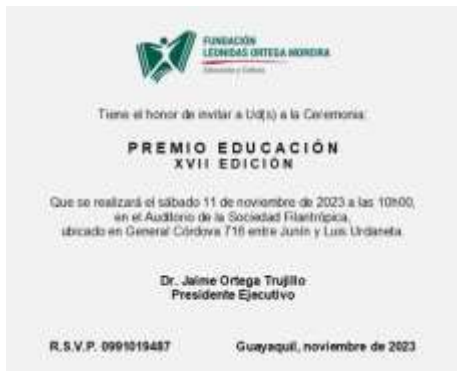 FUNDACIÓN
LEONIDAS ORTEGA MOREIRA
Educación y Cultura
Tiene el honor de invitar a Ud(s) a la Ceremonia:
PREMIO EDUCACIÓN
XVII EDICIÓN
Que se realizará el sábado 11 de noviembre de 2023 a las 10h00,
en el Auditorio de la Sociedad Filantrópica,
ubicado en General Córdova 716 entre Junín y Luis Urdaneta.
Dr. Jaime Ortega Trujillo
Presidente Ejecutivo
R.S.V.P. 0991019487
Guayaquil, noviembre de 2023